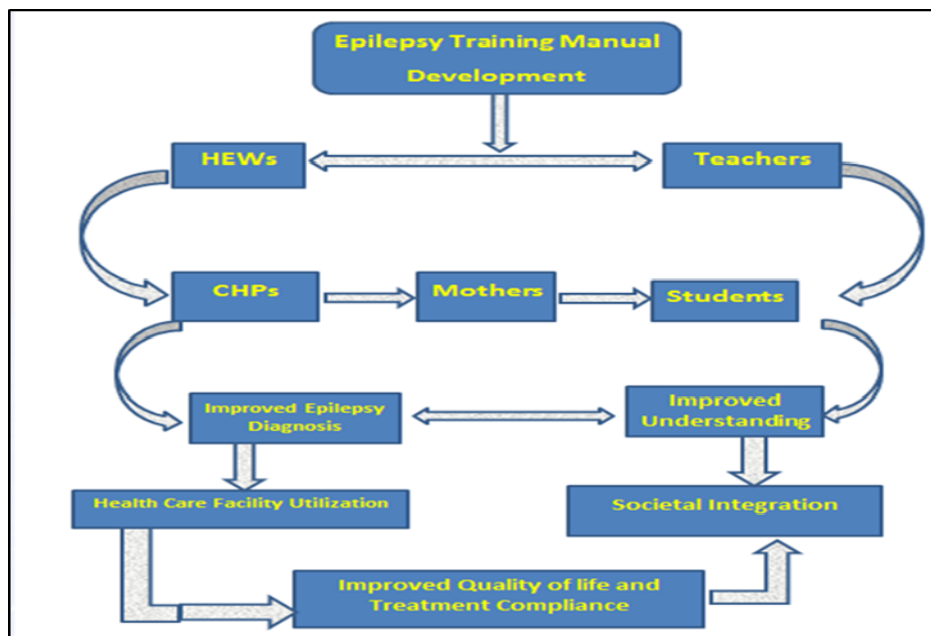 Epilepsy Training Manual
Development
HEWs
Teachers
CHPs
Mothers
Students
Improved Epilepsy
Diagnosis
Improved
Understanding
Health Care Facility Utilization
Societal Integration
Improved Quality of life and
Treatment Compliance